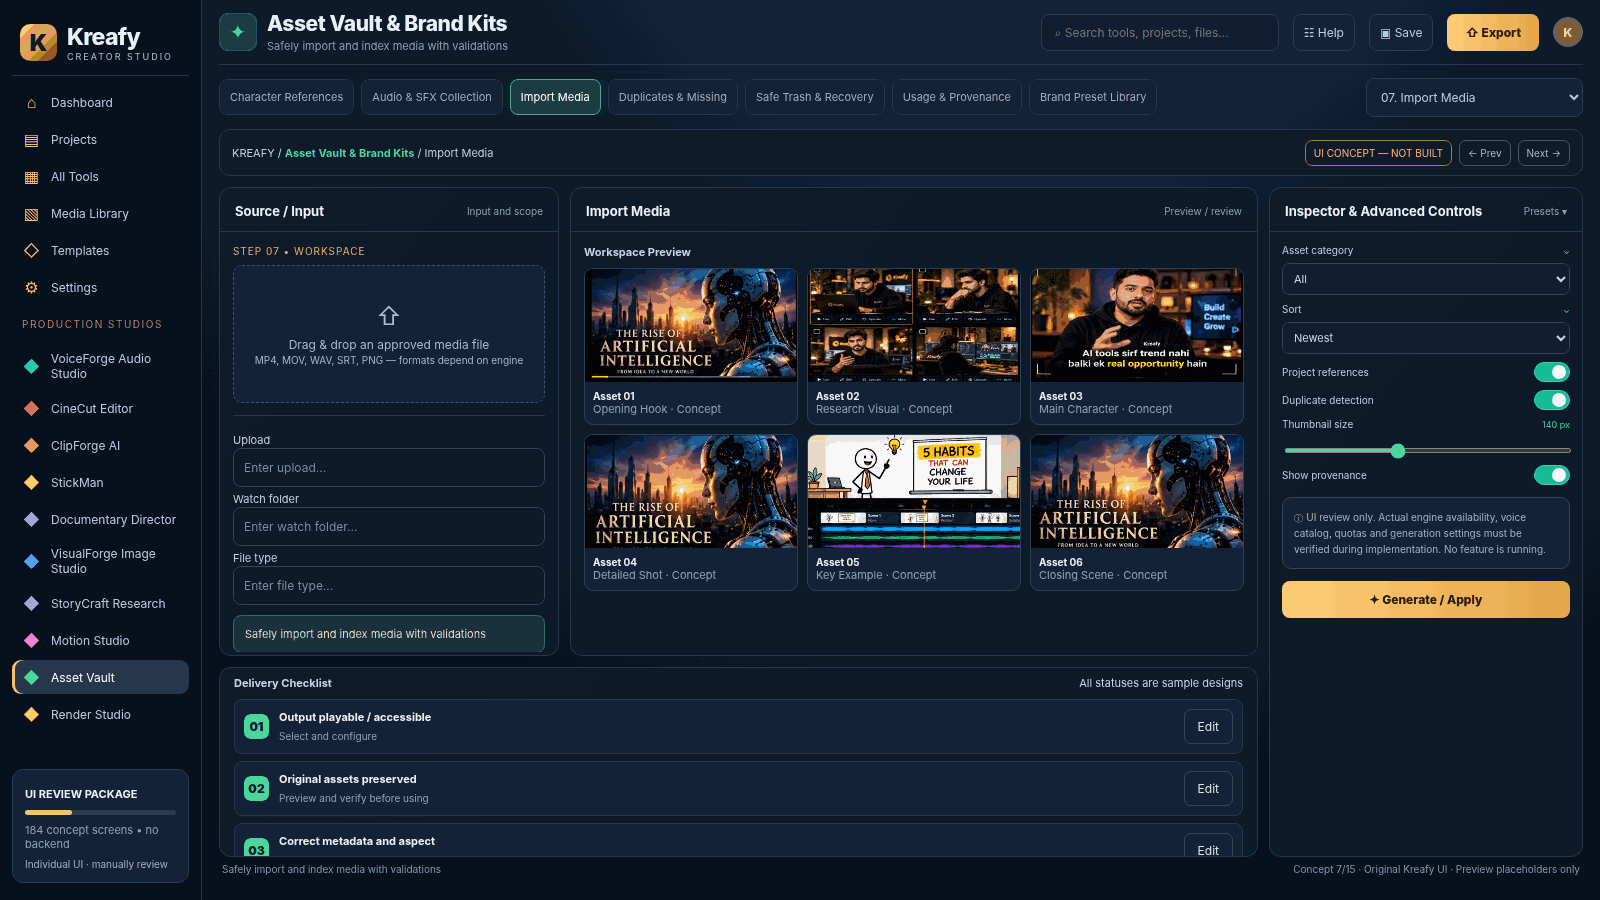 K
Kreafy
CREATOR STUDIO
Dashboard
Projects
All Tools
Media Library
Templates
Settings
PRODUCTION STUDIOS
VoiceForge Audio
Studio
CineCut Editor
ClipForge AI
StickMan
Documentary Director
VisualForge Image
Studio
StoryCraft Research
Motion Studio
Asset Vault
Render Studio
UI REVIEW PACKAGE
184 concept screens • no
backend
Individual UI · manually review
Asset Vault & Brand Kits
Safely import and index media with validations
Search tools, projects, files...
Help
Save
Export
K
Character References
Audio & SFX Collection
Import Media
Duplicates & Missing
Safe Trash & Recovery
Usage & Provenance
Brand Preset Library
07. Import Media
KREAFY / Asset Vault & Brand Kits / Import Media
UI CONCEPT — NOT BUILT
← Prev
Next →
Source / Input
Input and scope
STEP 07 • WORKSPACE
Drag & drop an approved media file
MP4, MOV, WAV, SRT, PNG — formats depend on engine
Upload
Enter upload...
Watch folder
Enter watch folder...
File type
Enter file type...
Safely import and index media with validations
Import Media
Preview / review
Workspace Preview
THE RISE OF
ARTIFICIAL
INTELLIGENCE
FROM IDEA TO A NEW WORLD
Asset 01
Opening Hook · Concept
Asset 02
Research Visual · Concept
Build
Create
Grow
Kreafy
AI tools sirf trend nahi
balki ek real opportunity hain
Asset 03
Main Character · Concept
THE RISE OF
ARTIFICIAL
INTELLIGENCE
FROM IDEA TO A NEW WORLD
Asset 04
Detailed Shot · Concept
5 HABITS
THAT CAN
CHANGE
YOUR LIFE
Asset 05
Key Example · Concept
THE RISE OF
ARTIFICIAL
INTELLIGENCE
FROM IDEA TO A NEW WORLD
Asset 06
Closing Scene · Concept
Delivery Checklist
All statuses are sample designs
01
Output playable / accessible
Select and configure
Edit
02
Original assets preserved
Preview and verify before using
Edit
03
Correct metadata and aspect
Edit
Inspector & Advanced Controls
Presets ▾
Asset category
All
Sort
Newest
Project references
Duplicate detection
Thumbnail size
140 px
Show provenance
ⓘ UI review only. Actual engine availability, voice
catalog, quotas and generation settings must be
verified during implementation. No feature is running.
✦ Generate / Apply
Safely import and index media with validations
Concept 7/15 · Original Kreafy UI · Preview placeholders only